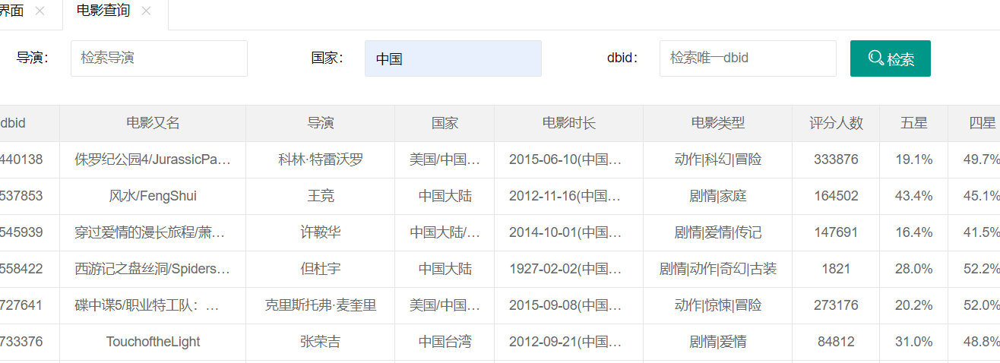 界面 × 电影查询 ×
导演： 检索导演 国家： 中国 dbid： 检索唯一dbid 检索
dbid 电影又名 导演 国家 电影时长 电影类型 评分人数 五星 四星
440138 侏罗纪公园4/JurassicPa... 科林·特雷沃罗 美国/中国... 2015-06-10(中国... 动作|科幻|冒险 333876 19.1% 49.7%
537853 风水/FengShui 王竞 中国大陆 2012-11-16(中国... 剧情|家庭 164502 43.4% 45.1%
545939 穿过爱情的漫长旅程/萧... 许鞍华 中国大陆/... 2014-10-01(中国... 剧情|爱情|传记 147691 16.4% 41.5%
558422 西游记之盘丝洞/Spiders... 但杜宇 中国大陆 1927-02-02(中国... 剧情|动作|奇幻|古装 1821 28.0% 52.2%
727641 碟中谍5/职业特工队：... 克里斯托弗·麦奎里 美国/中国... 2015-09-08(中国... 动作|惊悚|冒险 273176 20.2% 52.0%
733376 TouchoftheLight 张荣吉 中国台湾 2012-09-21(中国... 剧情|爱情 84812 31.0% 48.8%